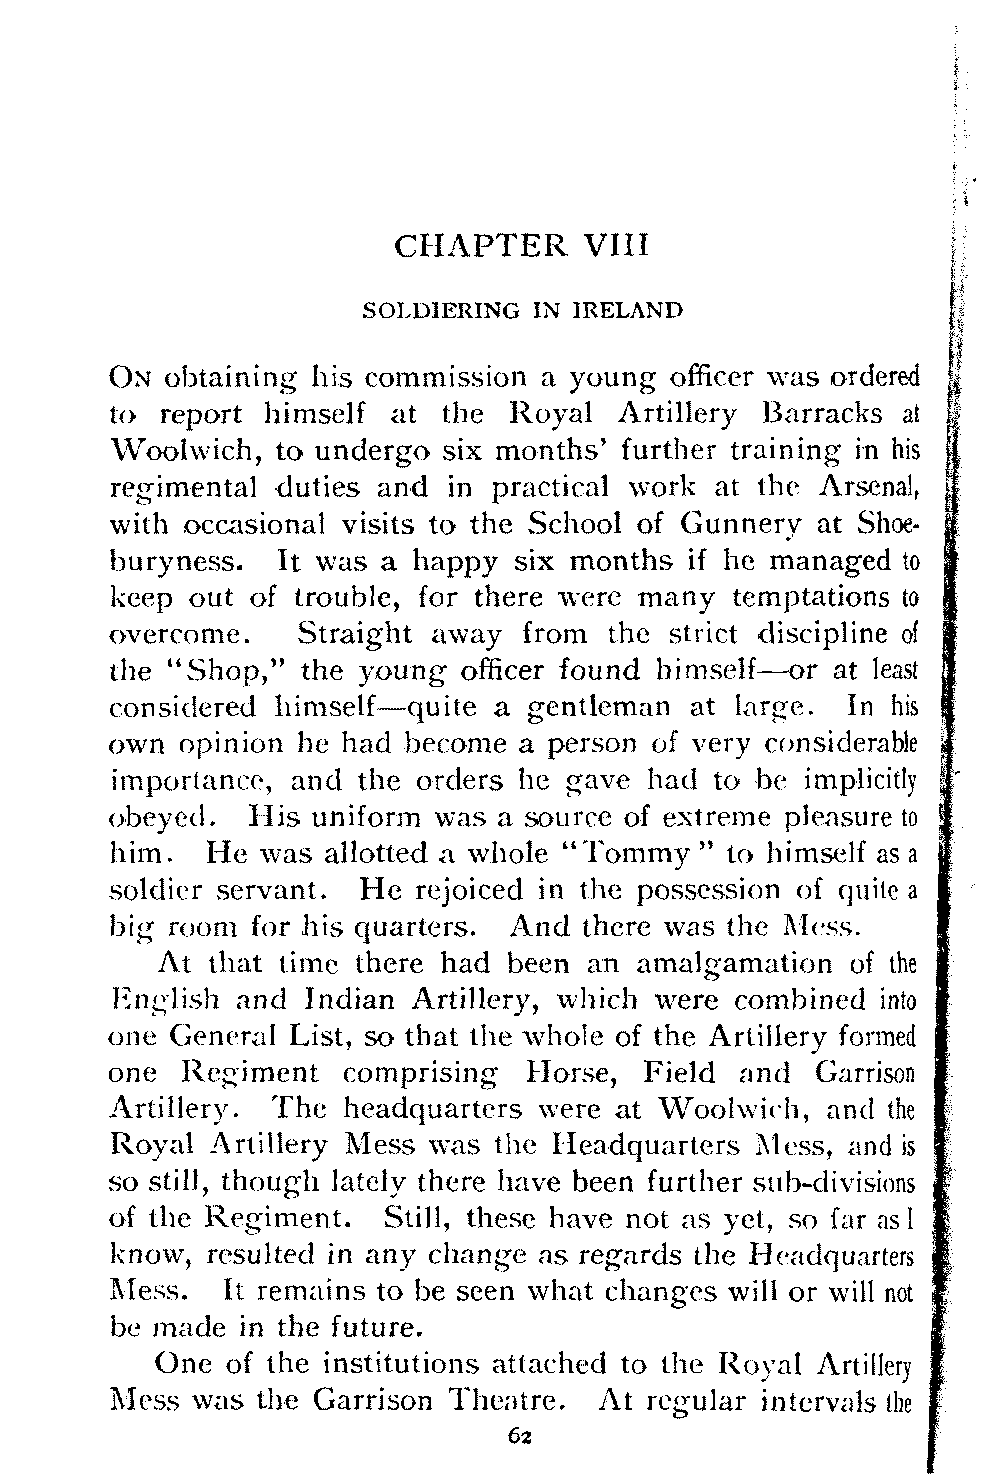 CHAPTER VIII
SOLDIERING IN IRELAND
ON obtaining his commission a young officer was ordered
to report himself at the Royal Artillery Barracks at
Woolwich, to undergo six months' further training in his
regimental duties and in practical work at the Arsenal,
with occasional visits to the School of Gunnery at Shoe-
buryness. It was a happy six months if he managed to
keep out of trouble, for there were many temptations to
overcome. Straight away from the strict discipline of
the "Shop," the young officer found himself—or at least
considered himself—quite a gentleman at large. In his
own opinion he had become a person of very considerable
importance, and the orders he gave had to be implicitly
obeyed. His uniform was a source of extreme pleasure to
him. He was allotted a whole "Tommy" to himself as a
soldier servant. He rejoiced in the possession of quite a
big room for his quarters. And there was the Mess.
At that time there had been an amalgamation of the
English and Indian Artillery, which were combined into
one General List, so that the whole of the Artillery formed
one Regiment comprising Horse, Field and Garrison
Artillery. The headquarters were at Woolwich, and the
Royal Artillery Mess was the Headquarters Mess, and is
so still, though lately there have been further sub-divisions
of the Regiment. Still, these have not as yet, so far as I
know, resulted in any change as regards the Headquarters
Mess. It remains to be seen what changes will or will not
be made in the future.
One of the institutions attached to the Royal Artillery
Mess was the Garrison Theatre. At regular intervals the
62